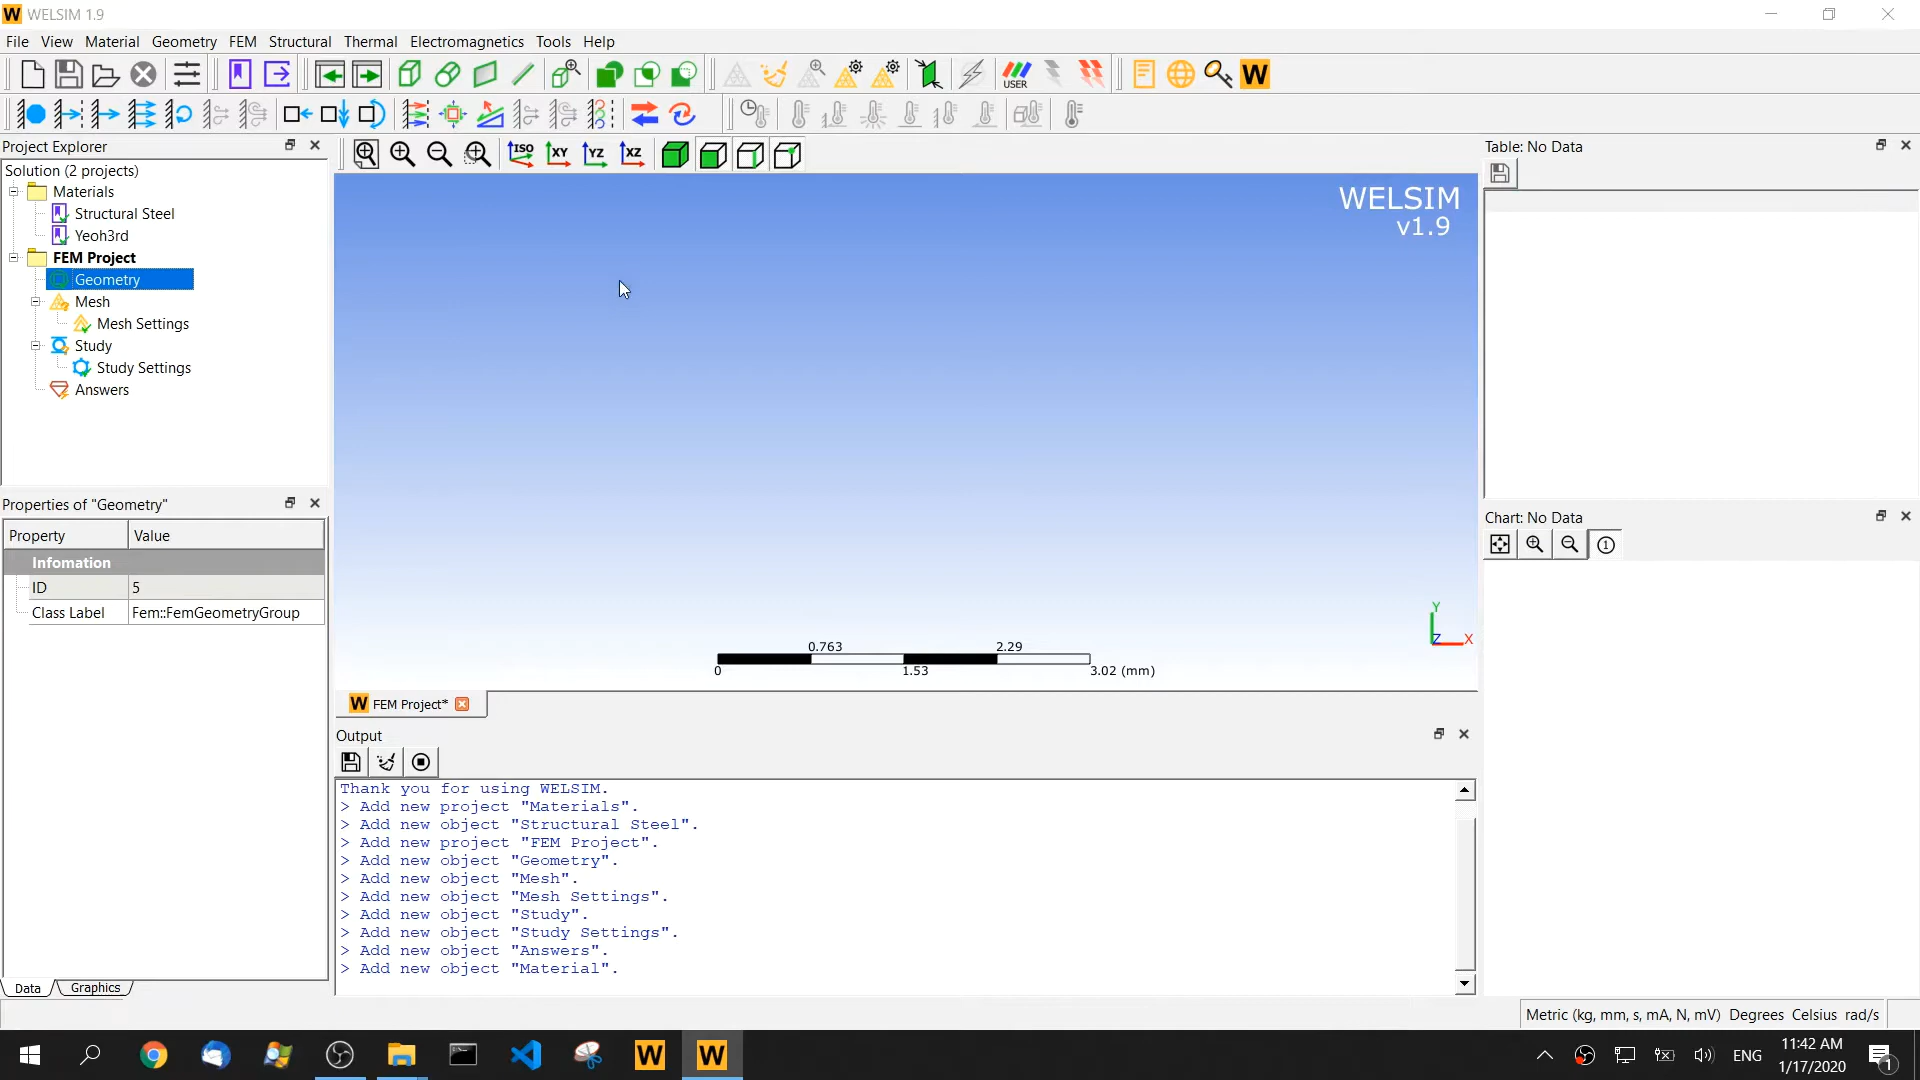 WELSIM 1.9
File View Material Geometry FEM Structural Thermal Electromagnetics Tools Help
USER
W
Project Explorer
Solution (2 projects)
Materials
Structural Steel
Yeoh3rd
FEM Project
Geometry
Mesh
Mesh Settings
Study
Study Settings
Answers
Properties of "Geometry"
Property Value
Infomation
ID 5
Class Label Fem::FemGeometryGroup
Data Graphics
ISO XY YZ XZ
WELSIM
v1.9
Y
Z X
0.763 2.29
0 1.53 3.02 (mm)
W FEM Project*
Output
Thank you for using WELSIM.
> Add new project "Materials".
> Add new object "Structural Steel".
> Add new project "FEM Project".
> Add new object "Geometry".
> Add new object "Mesh".
> Add new object "Mesh Settings".
> Add new object "Study".
> Add new object "Study Settings".
> Add new object "Answers".
> Add new object "Material".
Table: No Data
Chart: No Data
1
Metric (kg, mm, s, mA, N, mV) Degrees Celsius rad/s
W W
ENG
11:42 AM
1/17/2020
1